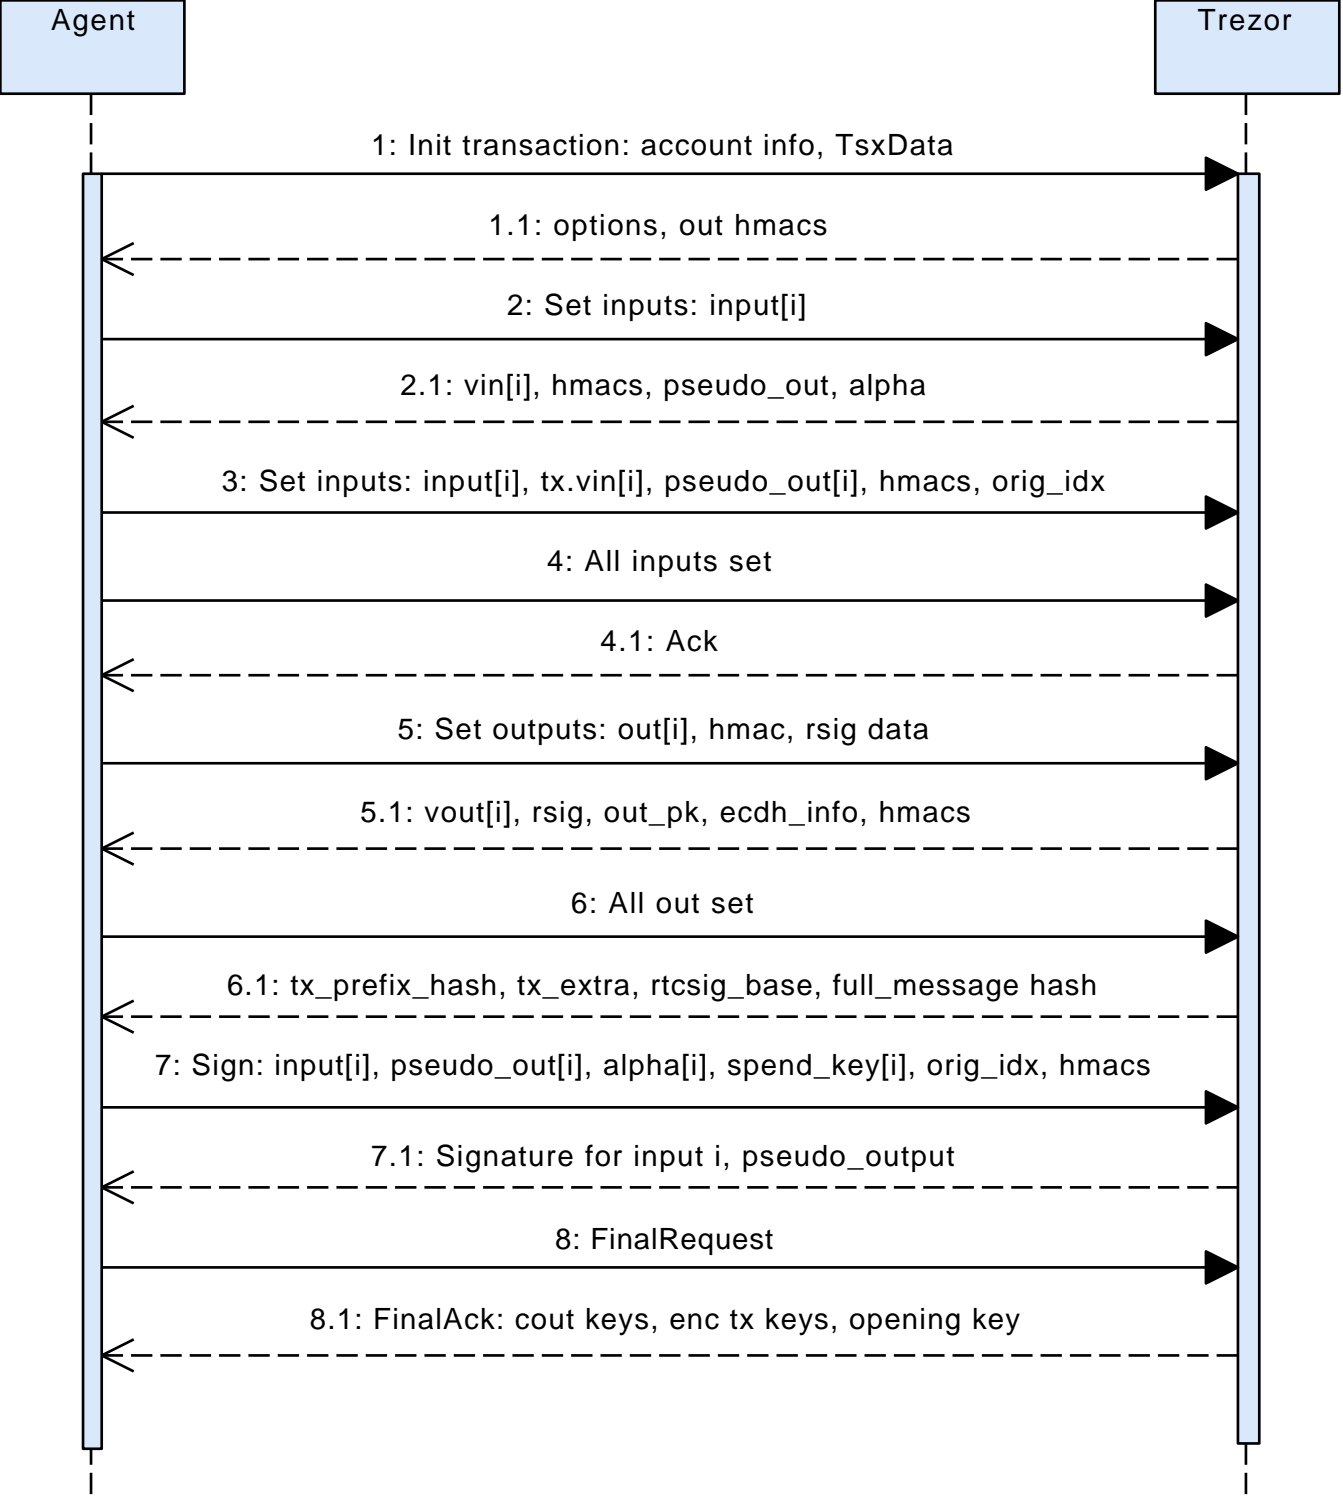 Agent
Trezor
1: Init transaction: account info, TsxData
1.1: options, out hmacs
2: Set inputs: input[i]
2.1: vin[i], hmacs, pseudo_out, alpha
3: Set inputs: input[i], tx.vin[i], pseudo_out[i], hmacs, orig_idx
4: All inputs set
4.1: Ack
5: Set outputs: out[i], hmac, rsig data
5.1: vout[i], rsig, out_pk, ecdh_info, hmacs
6: All out set
6.1: tx_prefix_hash, tx_extra, rtcsig_base, full_message hash
7: Sign: input[i], pseudo_out[i], alpha[i], spend_key[i], orig_idx, hmacs
7.1: Signature for input i, pseudo_output
8: FinalRequest
8.1: FinalAck: cout keys, enc tx keys, opening key